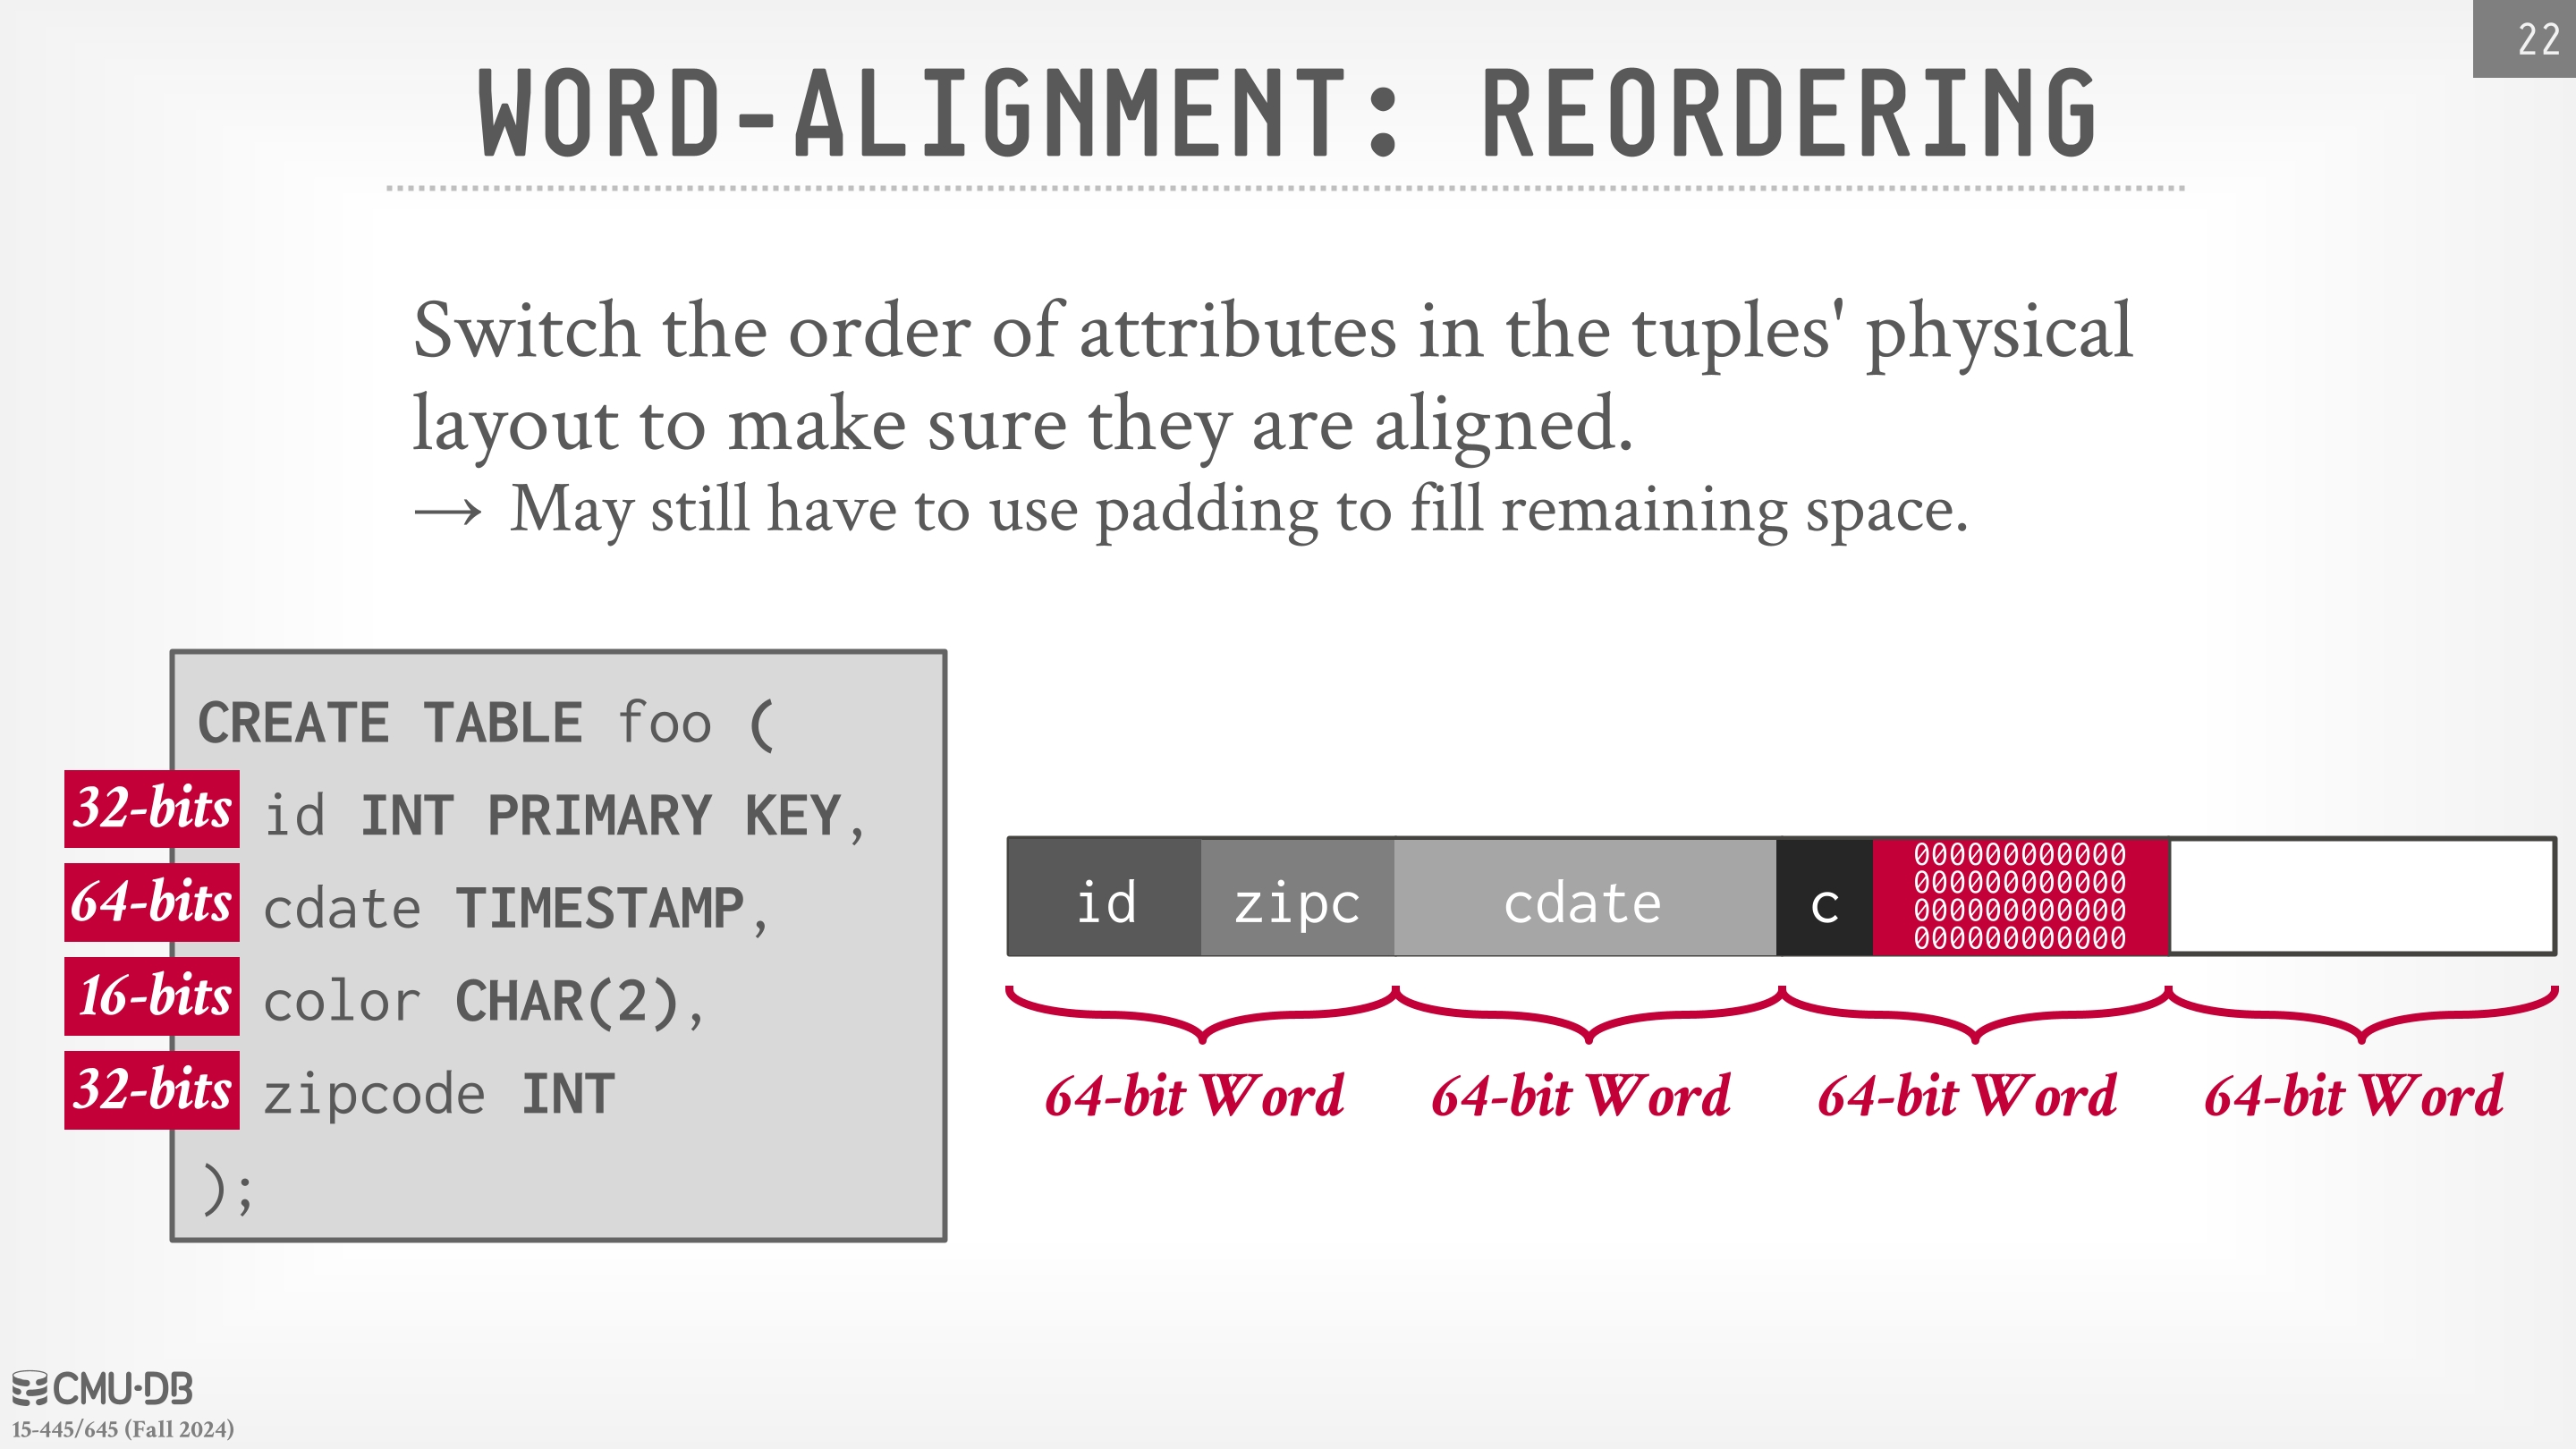 22
WORD-ALIGNMENT: REORDERING
Switch the order of attributes in the tuples' physical
layout to make sure they are aligned.
→ May still have to use padding to fill remaining space.
CREATE TABLE foo (
32-bits id INT PRIMARY KEY,
64-bits cdate TIMESTAMP,
16-bits color CHAR(2),
32-bits zipcode INT
);
id zipc cdate c
000000000000
000000000000
000000000000
000000000000
64-bit Word 64-bit Word 64-bit Word 64-bit Word
CMU·DB
15-445/645 (Fall 2024)